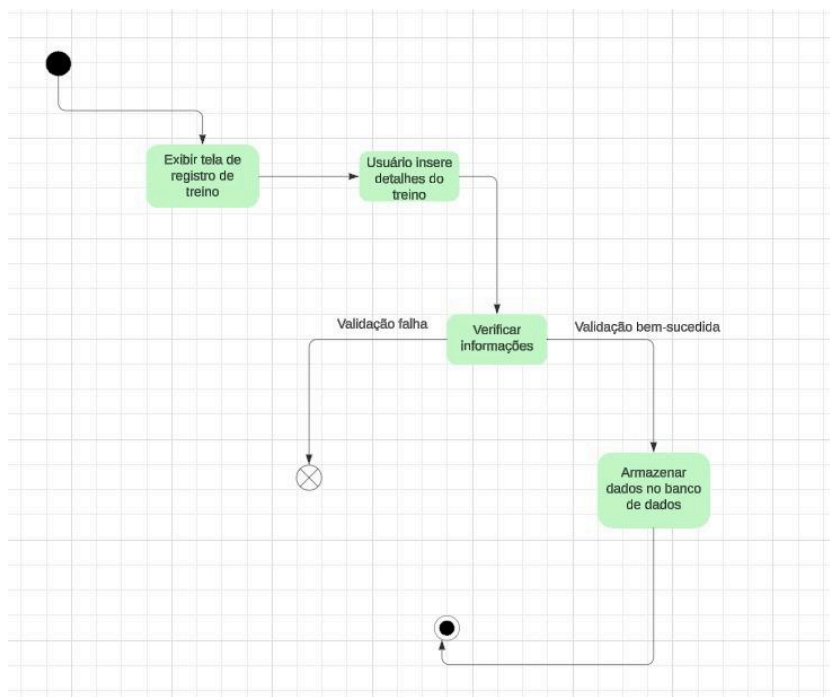 Exibir tela de
registro de
treino
Usuário insere
detalhes do
treino
Validação falha
Verificar
informações
Validação bem-sucedida
Armazenar
dados no banco
de dados